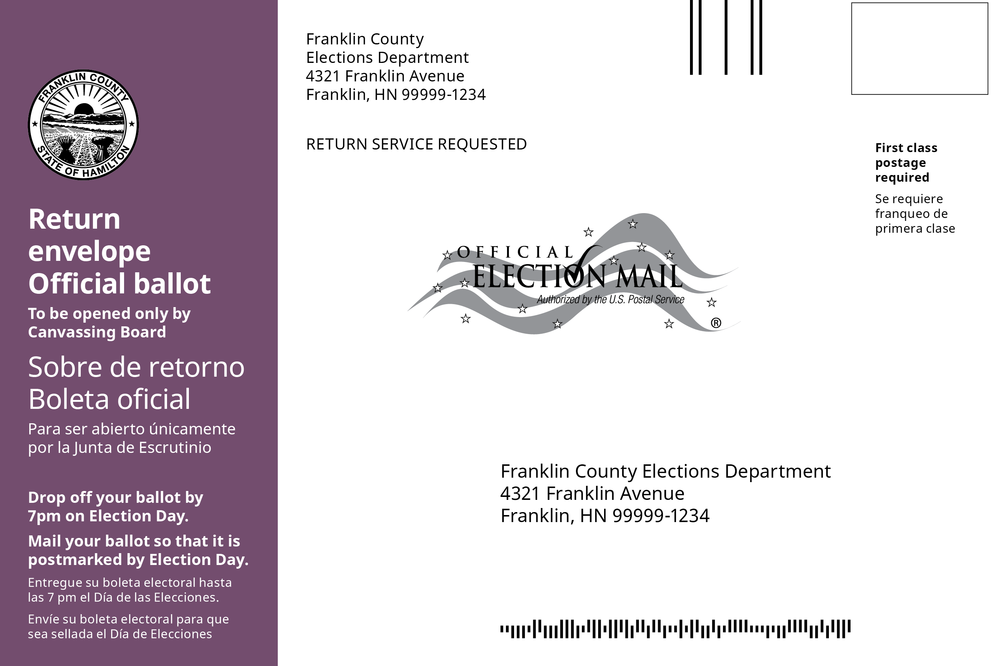 FRANKLIN COUNTY
STATE OF HAMILTON
Return
envelope
Official ballot
To be opened only by
Canvassing Board
Sobre de retorno
Boleta oficial
Para ser abierto únicamente
por la Junta de Escrutinio
Drop off your ballot by
7pm on Election Day.
Mail your ballot so that it is
postmarked by Election Day.
Entregue su boleta electoral hasta
las 7 pm el Día de las Elecciones.
Envíe su boleta electoral para que
sea sellada el Día de Elecciones
Franklin County
Elections Department
4321 Franklin Avenue
Franklin, HN 99999-1234
RETURN SERVICE REQUESTED
First class
postage
required
Se requiere
franqueo de
primera clase
OFFICIAL
ELECTION MAIL
Authorized by the U.S. Postal Service
®
Franklin County Elections Department
4321 Franklin Avenue
Franklin, HN 99999-1234